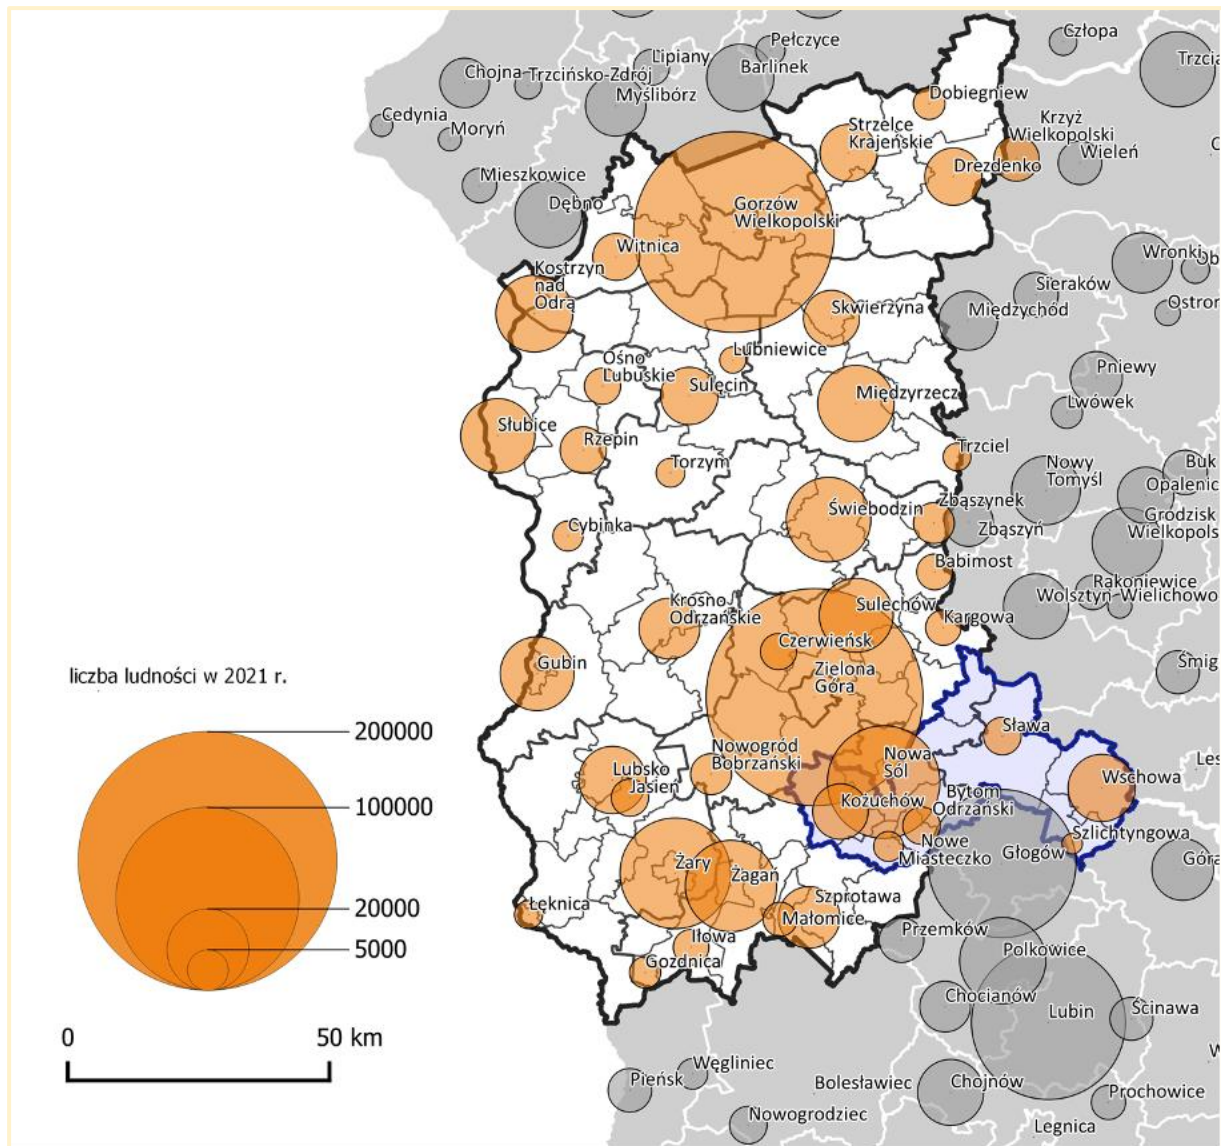 Człopa
Pełczyce
Lipiany
Barlinek
Chojna
Trzcińsko-Zdrój
Myślibórz
Trzcia
Dobiegniew
Cedynia
Moryń
Strzelce
Krajeńskie
Krzyż
Wielkopolski
Wieleń
Drezdenko
Mieszkowice
Dębno
Gorzów
Wielkopolski
Witnica
Wronki
Ob
Kostrzyn
nad
Odrą
Sieraków
Ostror
Skwierzyna
Międzychód
Lubniewice
Ośno
Lubuskie
Sulęcin
Pniewy
Międzyrzecz
Lwówek
Słubice
Rzepin
Trzciel
Torzym
Nowy
Tomyśl
Buk
Opalenic
Świebodzin
Zbąszynek
Zbąszyń
Grodzisk
Wielkopols
Cybinka
Babimost
Rakoniewice
Wolsztyn
Wielichowo
Krosno
Odrzańskie
Sulechów
Kargowa
Czerwieńsk
Zielona
Góra
Gubin
Śmig
liczba ludności w 2021 r.
200000
100000
20000
5000
Sława
Nowogród
Bobrzański
Nowa
Sól
Lubsko
Jasień
Wschowa
Les
Kożuchów
Bytom
Odrzański
Szlichtyngowa
Nowe
Miasteczko
Głogów
Góra
Żary
Żagań
Łęknica
Szprotawa
Małomice
Iłowa
Gozdnica
Przemków
Polkowice
Chocianów
Lubin
Ścinawa
0
50 km
W
Węgliniec
Pieńsk
Bolesławiec
Chojnów
Prochowice
Nowogrodziec
Legnica